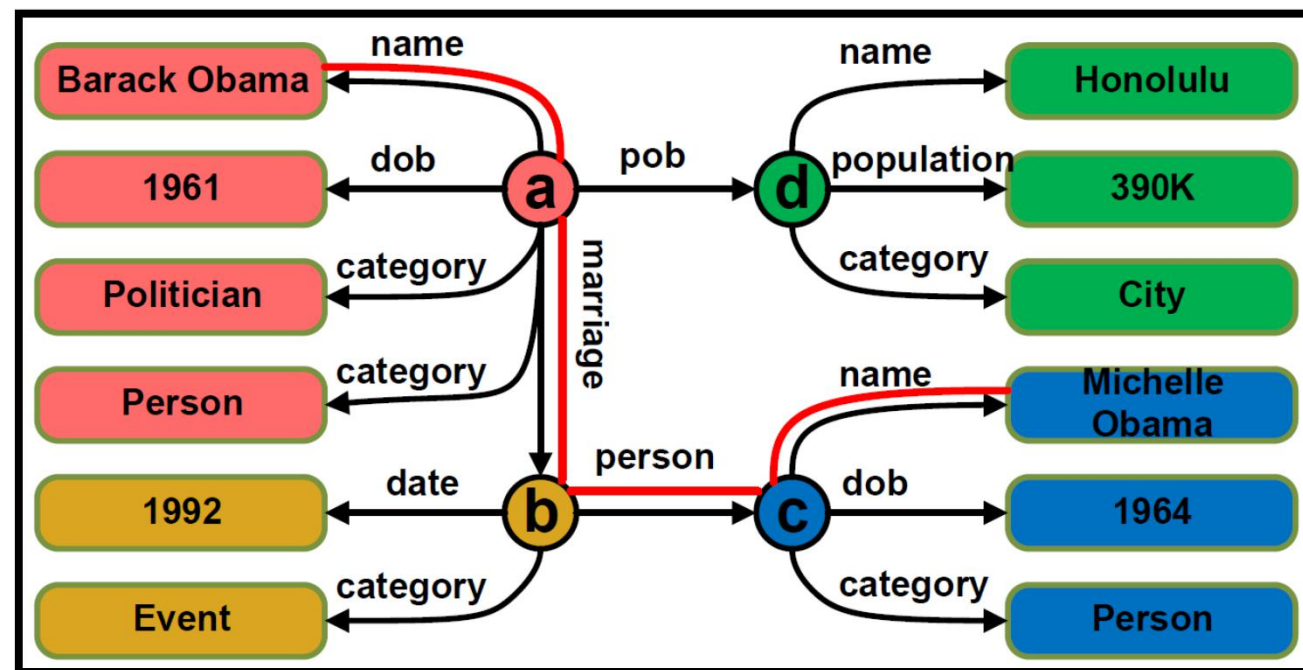 name
name
Barack Obama
Honolulu
dob
pob
population
1961
a
d
390K
category
marriage
category
Politician
City
category
name
Person
Michelle
Obama
person
date
dob
1992
b
c
1964
category
category
Event
Person